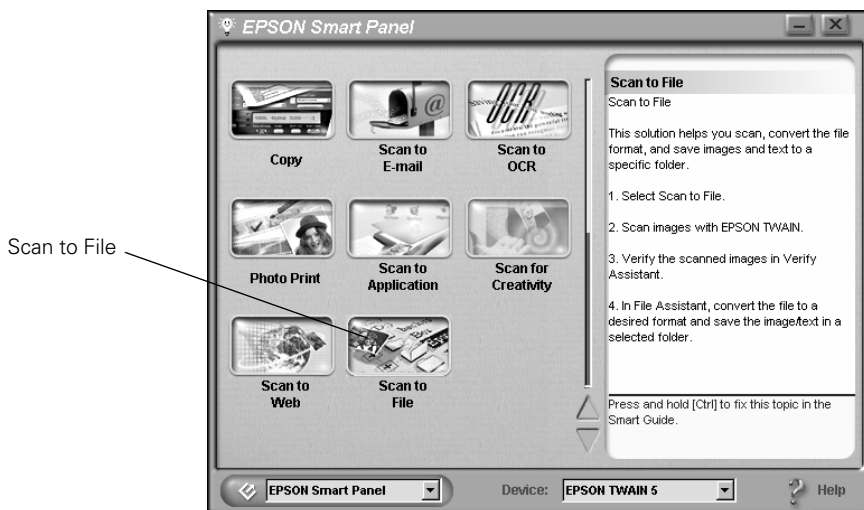 EPSON Smart Panel
Copy
Scan to
E-mail
Scan to
OCR
Photo Print
Scan to
Application
Scan for
Creativity
Scan to
Web
Scan to
File
Scan to File
Scan to File
Scan to File
This solution helps you scan, convert the file
format, and save images and text to a
specific folder.
1. Select Scan to File.
2. Scan images with EPSON TWAIN.
3. Verify the scanned images in Verify
Assistant.
4. In File Assistant, convert the file to a
desired format and save the image/text in a
selected folder.
Press and hold [Ctrl] to fix this topic in the
Smart Guide.
EPSON Smart Panel
Device: EPSON TWAIN 5
Help